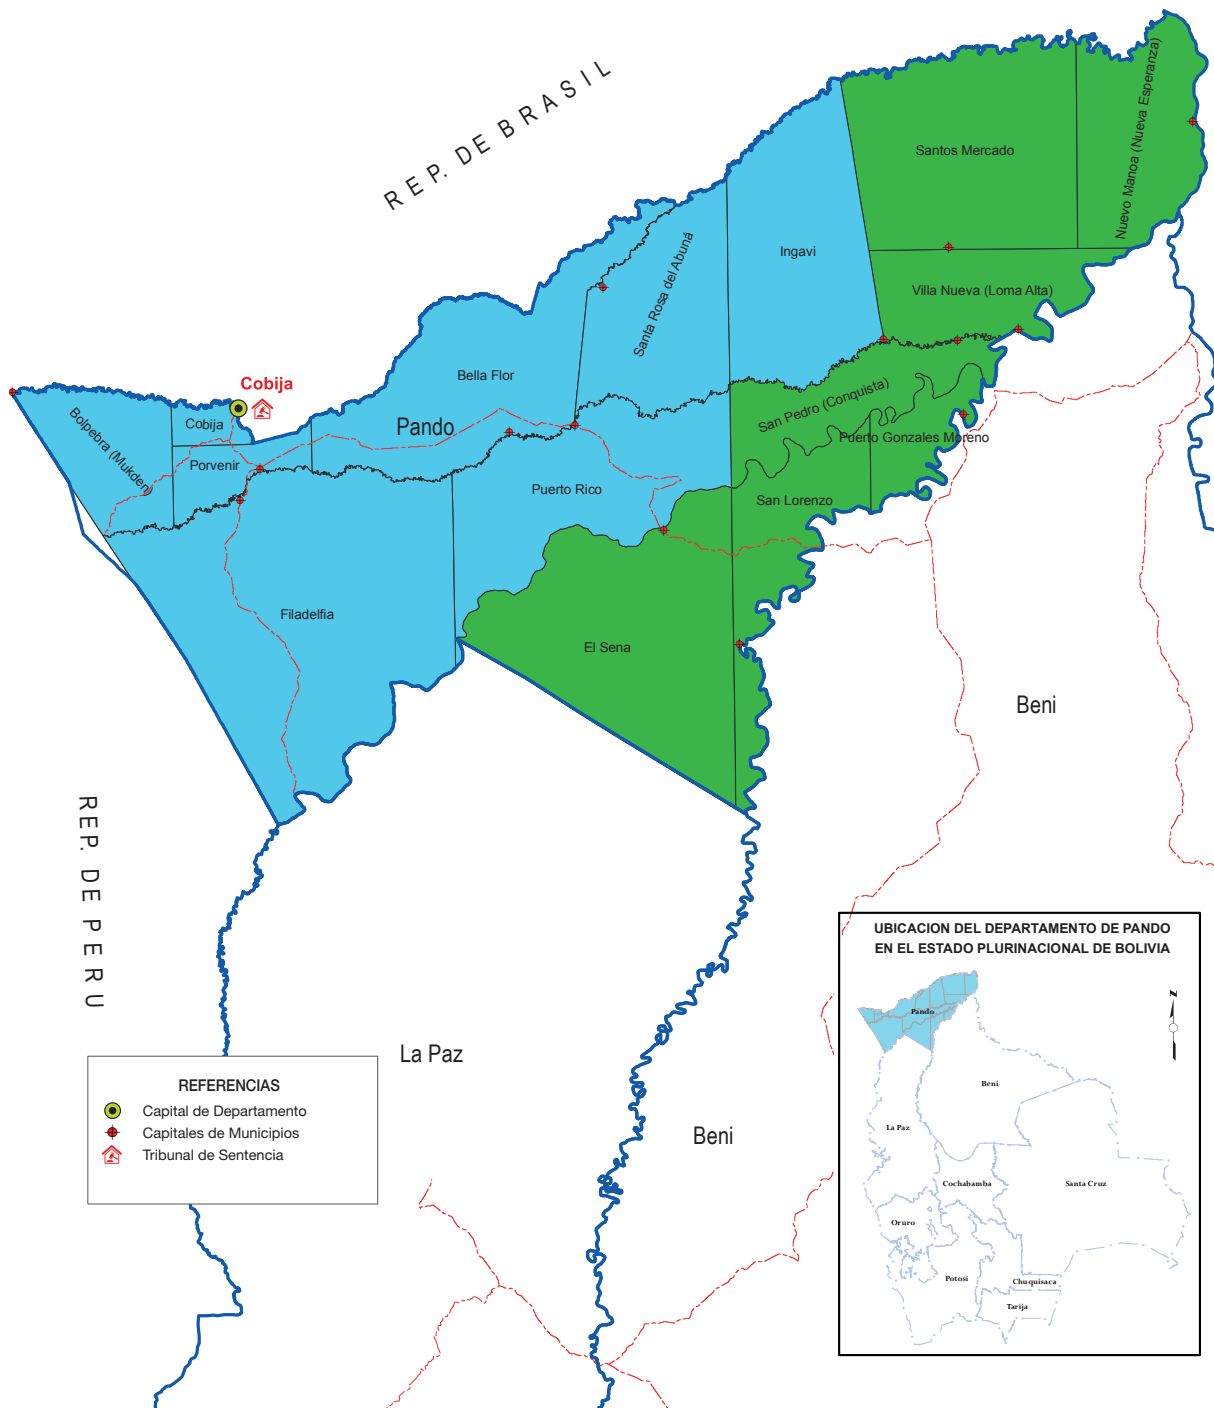 REP. DE BRASIL
Nuevo Manoa (Nueva Esperanza)
Santos Mercado
Ingavi
Santa Rosa del Abuná
Villa Nueva (Loma Alta)
Bella Flor
Cobija
San Pedro (Conquista)
Bolpebra (Mukden)
Cobija
Pando
Puerto Gonzales Moreno
Porvenir
Puerto Rico
San Lorenzo
Filadelfia
El Sena
Beni
REP. DE PERU
La Paz
Beni
REFERENCIAS
Capital de Departamento
Capitales de Municipios
Tribunal de Sentencia
UBICACION DEL DEPARTAMENTO DE PANDO
EN EL ESTADO PLURINACIONAL DE BOLIVIA
N
Pando
Beni
La Paz
Cochabamba
Santa Cruz
Oruro
Potosi
Chuquisaca
Tarija